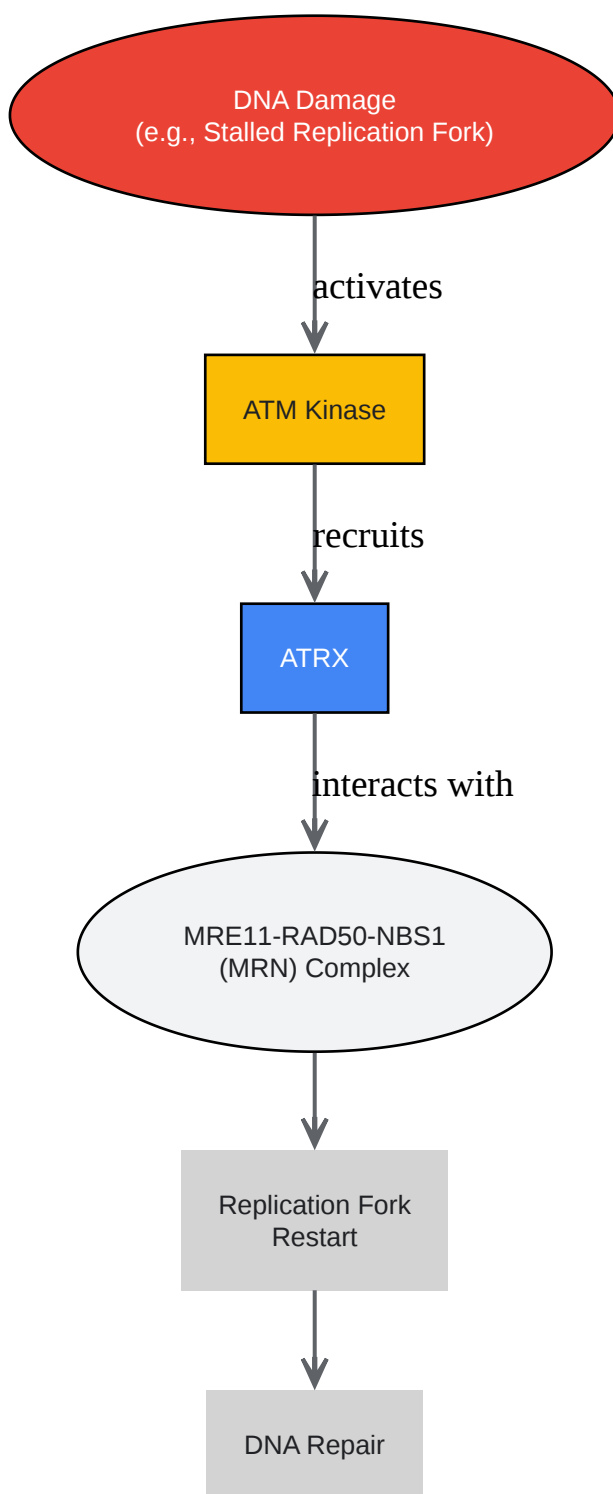 DNA Damage
(e.g., Stalled Replication Fork)
activates
ATM Kinase
recruits
ATRX
interacts with
MRE11-RAD50-NBS1
(MRN) Complex
Replication Fork
Restart
DNA Repair